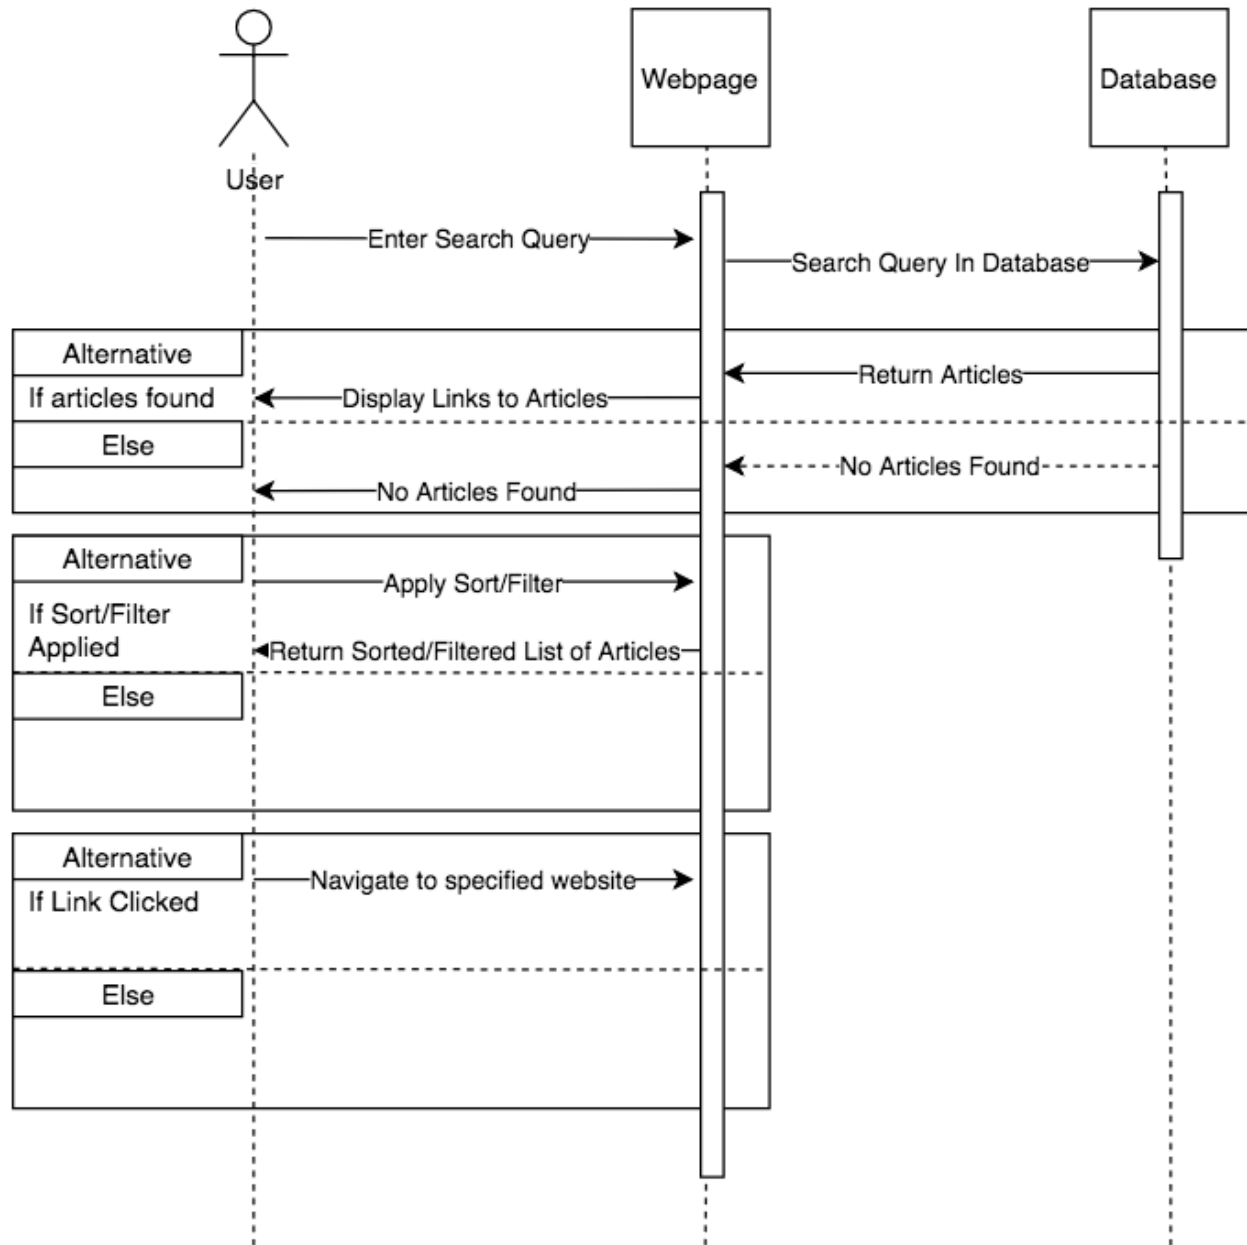 Webpage
Database
User
Enter Search Query
Search Query In Database
Alternative
Return Articles
If articles found
Display Links to Articles
Else
No Articles Found
No Articles Found
Alternative
Apply Sort/Filter
If Sort/Filter
Applied
Return Sorted/Filtered List of Articles
Else
Alternative
Navigate to specified website
If Link Clicked
Else